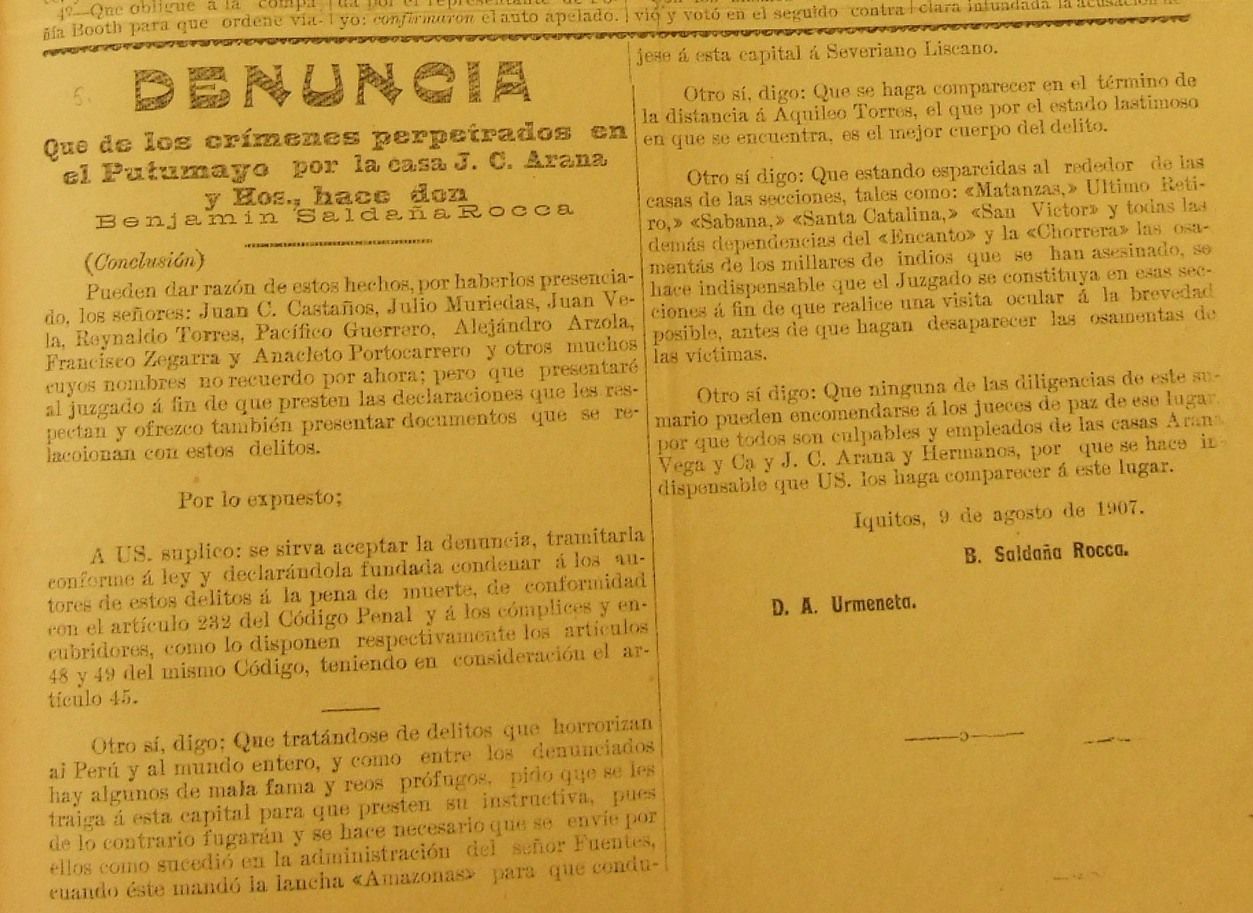 4º—Que obligue á la compa
ñía Booth para que ordene via-
yo: confirmaron el auto apelado.
vió y votó en el seguido contra
clara infundada la acusación de
5.
DENUNCIA
Que de los crímenes perpetrados en
el Putumayo por la casa J. C. Arana
y Hos., hace don
Benjamin Saldaña Rocca
(Conclusión)
Pueden dar razón de estos hechos, por haberlos presencia-
do, los señores: Juan C. Castaños, Julio Muriedas, Juan Ve-
la, Reynaldo Torres, Pacífico Guerrero, Alejándro Arzola,
Francisco Zegarra y Anacleto Portocarrero y otros muchos
cuyos nombres no recuerdo por ahora; pero que presentaré
al juzgado á fin de que presten las declaraciones que les res-
pectan y ofrezco también presentar documentos que se re-
lacoionan con estos delitos.
Por lo expuesto;
A US. suplico: se sirva aceptar la denuncia, tramitarla
conforme á ley y declarándola fundada condenar á los au-
tores de estos delitos á la pena de muerte, de conformidad
con el artículo 232 del Código Penal y á los cómplices y en-
cubridores, como lo disponen respectivamente los artículos
48 y 49 del mismo Código, teniendo en consideración el ar-
tículo 45.
Otro sí, digo: Que tratándose de delitos que horrorizan
al Perú y al mundo entero, y como entre los denunciados
hay algunos de mala fama y reos prófugos, pido que se les
traiga á esta capital para que presten su instructiva, pues
de lo contrario fugarán y se hace necesario que se envíe por
ellos como sucedió en la administración del señor Fuentes,
cuando éste mandó la lancha «Amazonas» para que condu-
jese á esta capital á Severiano Liscano.
Otro sí, digo: Que se haga comparecer en el término de
la distancia á Aquileo Torres, el que por el estado lastimoso
en que se encuentra, es el mejor cuerpo del delito.
Otro sí digo: Que estando esparcidas al rededor de las
casas de las secciones, tales como: «Matanzas,» Ultimo Reti-
ro,» «Sabana,» «Santa Catalina,» «San Victor» y todas las
demás dependencias del «Encanto» y la «Chorrera» las osa-
mentás de los millares de indios que se han asesinado, se
hace indispensable que el Juzgado se constituya en esas sec-
ciones á fin de que realice una visita ocular á la brevedad
posible, antes de que hagan desaparecer las osamentas de
las víctimas.
Otro sí digo: Que ninguna de las diligencias de este su-
mario pueden encomendarse á los jueces de paz de ese lugar
por que todos son culpables y empleados de las casas Arana
Vega y Ca y J. C. Arana y Hermanos, por que se hace in-
dispensable que US. los haga comparecer á este lugar.
Iquitos, 9 de agosto de 1907.
B. Saldaña Rocca.
D. A. Urmeneta.